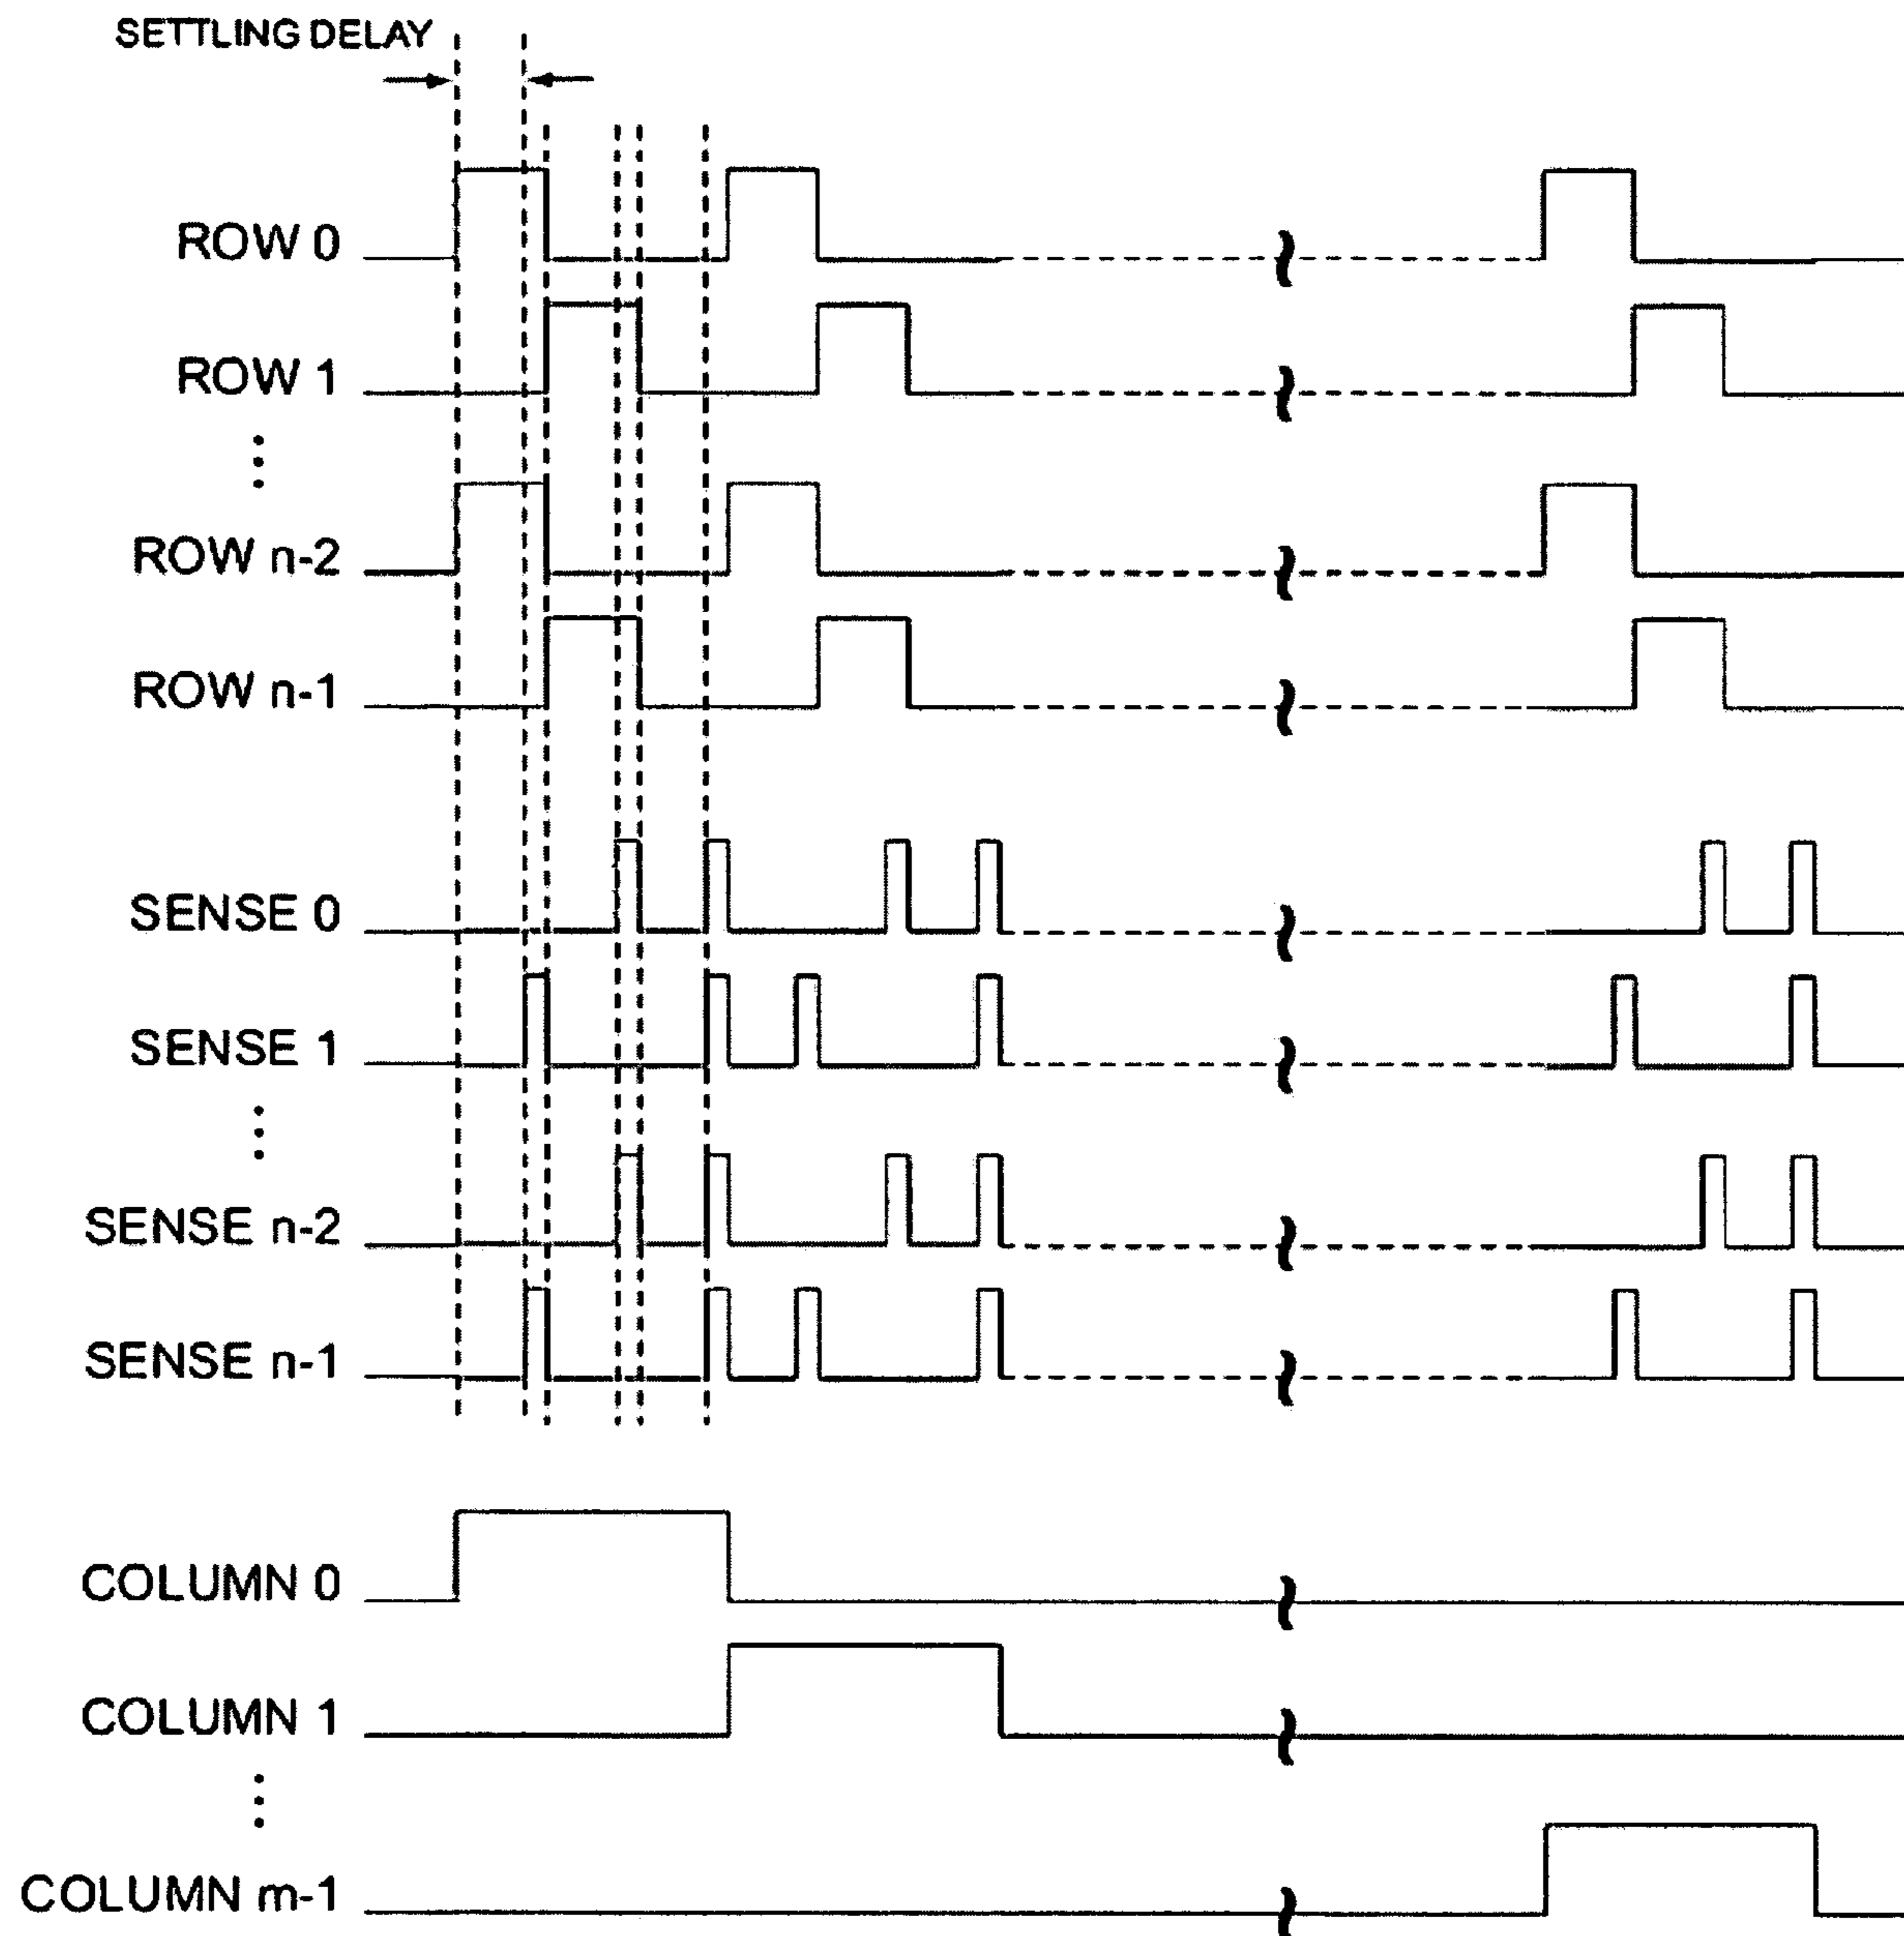 SETTLING DELAY
ROW 0
ROW 1
ROW n-2
ROW n-1
SENSE 0
SENSE 1
SENSE n-2
SENSE n-1
COLUMN 0
COLUMN 1
COLUMN m-1